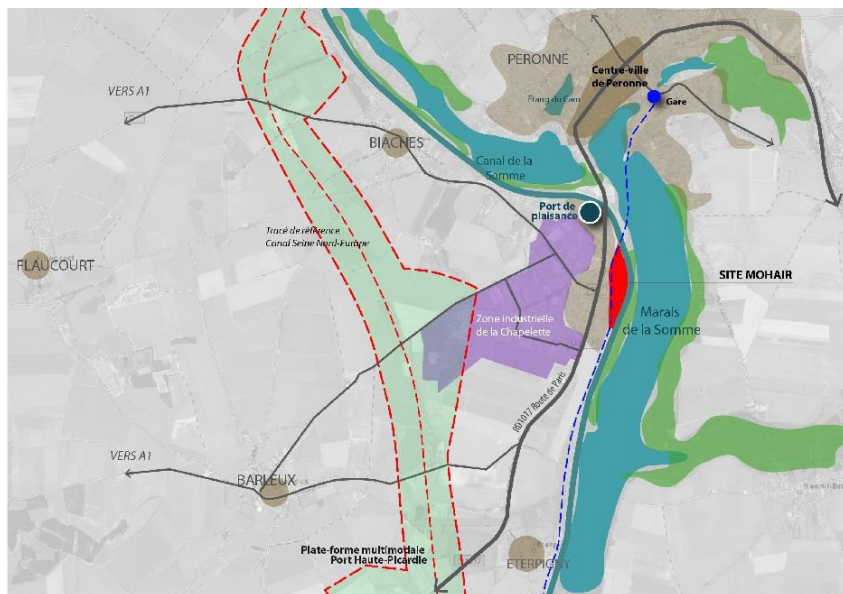 PERONNE
Centre-ville
de Peronne
VERS A1
Etang du Cam
Gare
BIACHES
Canal de la
Somme
Port de
plaisance
Tracé de référence
Canal Seine Nord-Europe
FLAUCOURT
SITE MOHAIR
Marais
de la Somme
Zone industrielle
de la Chapelette
RD1017 Route de Paris
VERS A1
BARLEUX
Plate-forme multimodale
Port Haute-Picardie
ETERPIGNY